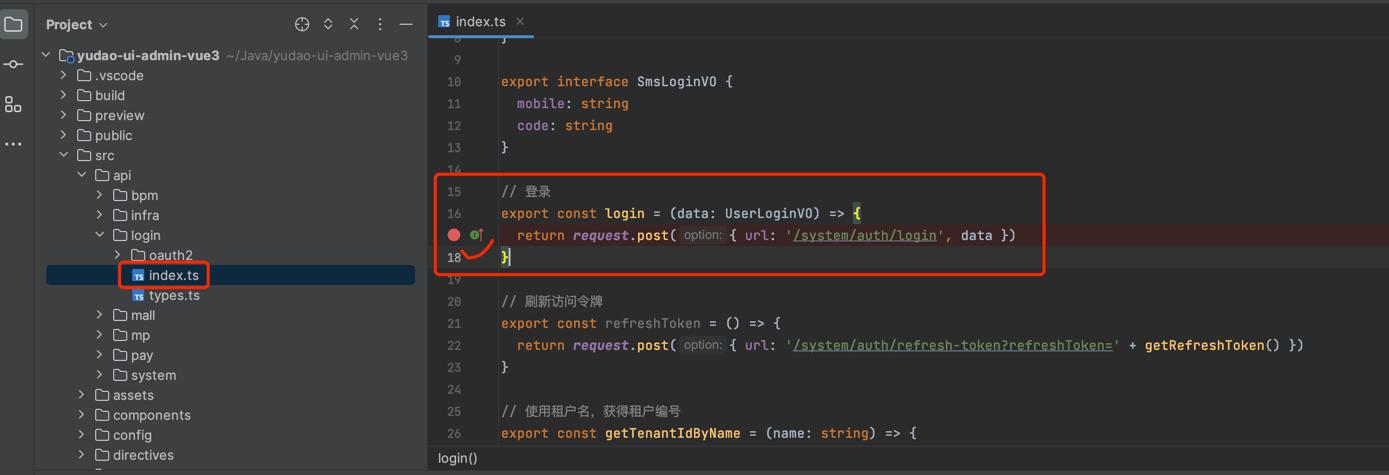 Project
yudao-ui-admin-vue3 ~/Java/yudao-ui-admin-vue3
.vscode
build
preview
public
src
api
bpm
infra
login
oauth2
index.ts
types.ts
mall
mp
pay
system
assets
components
config
directives
TS index.ts
8 }
9
10 export interface SmsLoginVO {
11 mobile: string
12 code: string
13 }
14
15 // 登录
16 export const login = (data: UserLoginVO) => {
return request.post( option: { url: '/system/auth/login', data })
18 }
19
20 // 刷新访问令牌
21 export const refreshToken = () => {
22 return request.post( option: { url: '/system/auth/refresh-token?refreshToken=' + getRefreshToken() })
23 }
24
25 // 使用租户名，获得租户编号
26 export const getTenantIdByName = (name: string) => {
login()